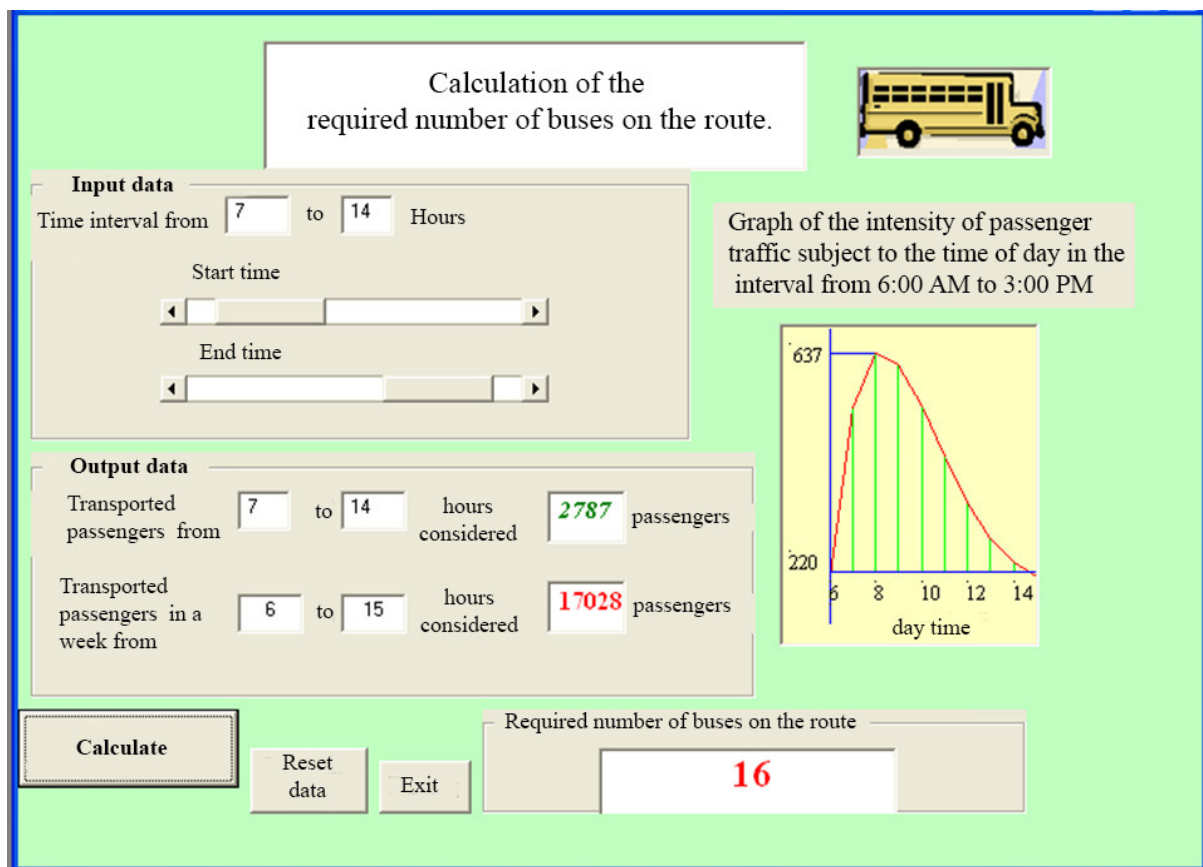 Calculation of the
required number of buses on the route.
Input data
Time interval from 7 to 14 Hours
Start time
End time
Graph of the intensity of passenger
traffic subject to the time of day in the
interval from 6:00 AM to 3:00 PM
637
220
6 8 10 12 14
day time
Output data
Transported
passengers from
7 to 14
hours
considered
2787 passengers
Transported
passengers in a
week from
6 to 15
hours
considered
17028 passengers
Calculate
Reset
data
Exit
Required number of buses on the route
16